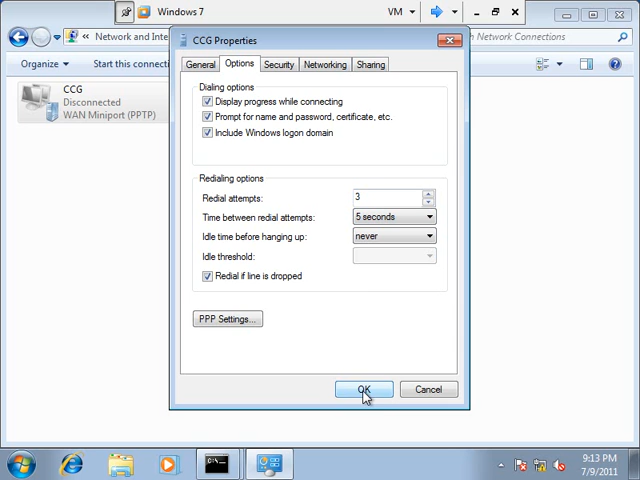 Windows 7
VM
Network and Inte
Network Connections
Organize
Start this connecti
CCG
Disconnected
WAN Miniport (PPTP)
CCG Properties
General
Options
Security
Networking
Sharing
Dialing options
Display progress while connecting
Prompt for name and password, certificate, etc.
Include Windows logon domain
Redialing options
Redial attempts:
3
Time between redial attempts:
5 seconds
Idle time before hanging up:
never
Idle threshold:
Redial if line is dropped
PPP Settings...
OK
Cancel
C:\.
9:13 PM
7/9/2011